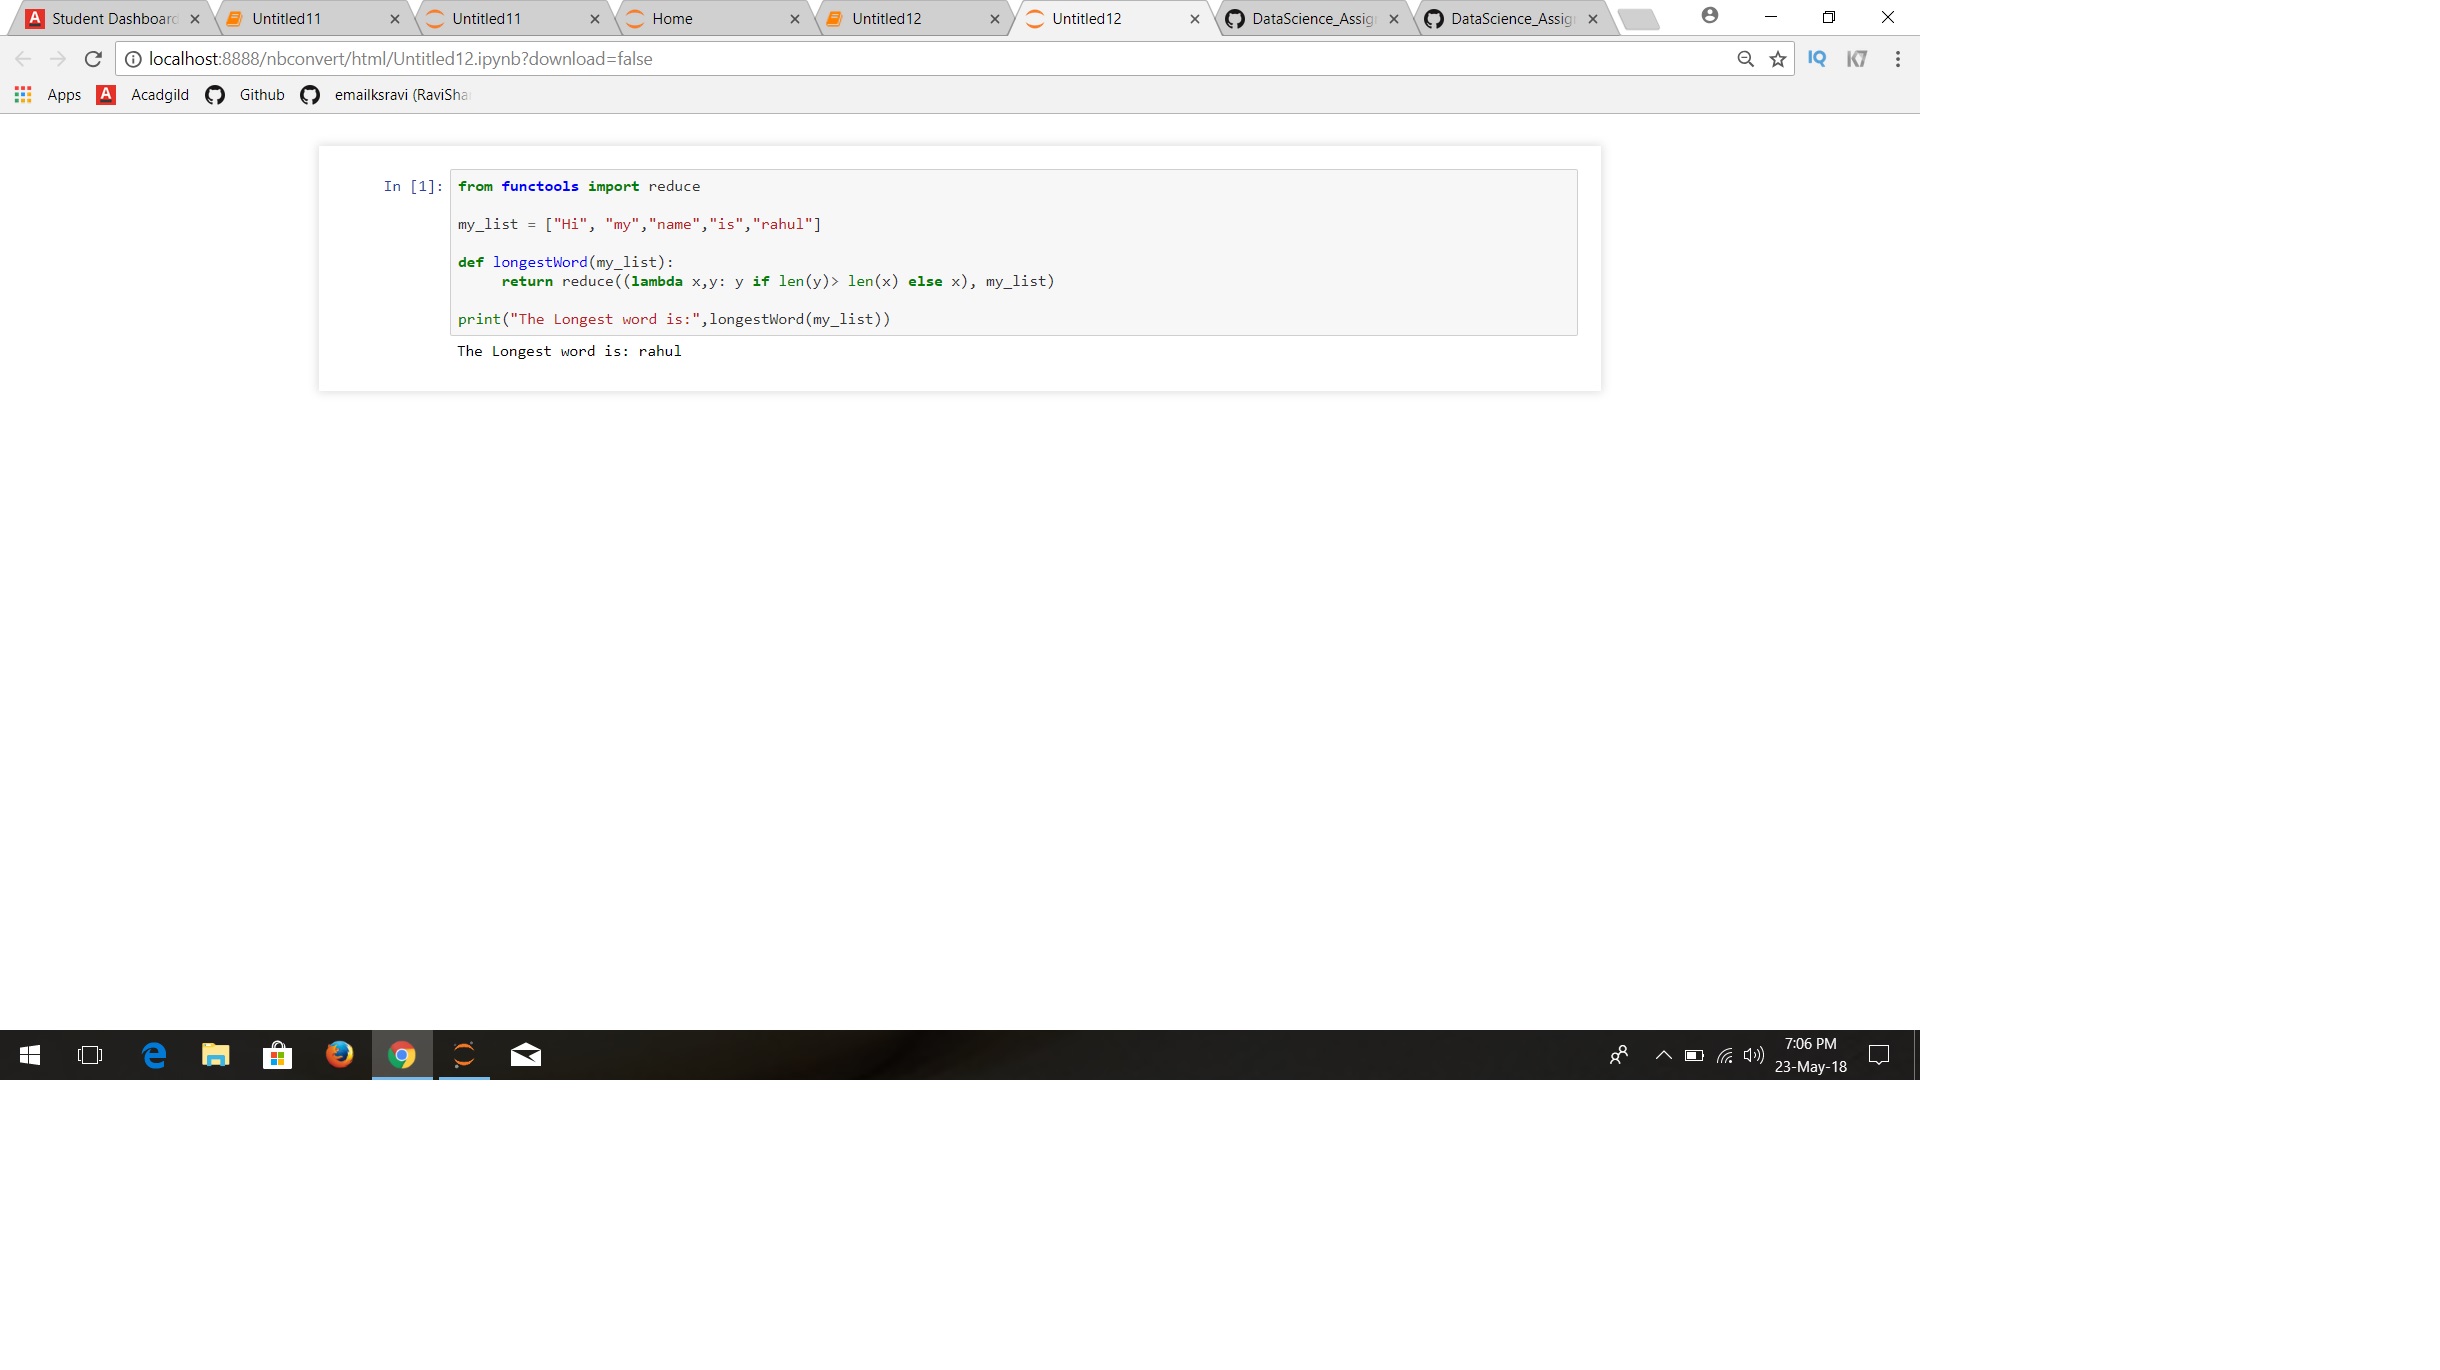 Student Dashboard
Untitled11
Untitled11
Home
Untitled12
Untitled12
DataScience_Assig
DataScience_Assig
localhost:8888/nbconvert/html/Untitled12.ipynb?download=false
IQ
K7
Apps
A
Acadgild
Github
emailksravi (RaviSha
In [1]:
from functools import reduce
my_list = ["Hi", "my","name","is","rahul"]
def longestWord(my_list):
return reduce((lambda x,y: y if len(y)> len(x) else x), my_list)
print("The Longest word is:",longestWord(my_list))
The Longest word is: rahul
7:06 PM
23-May-18